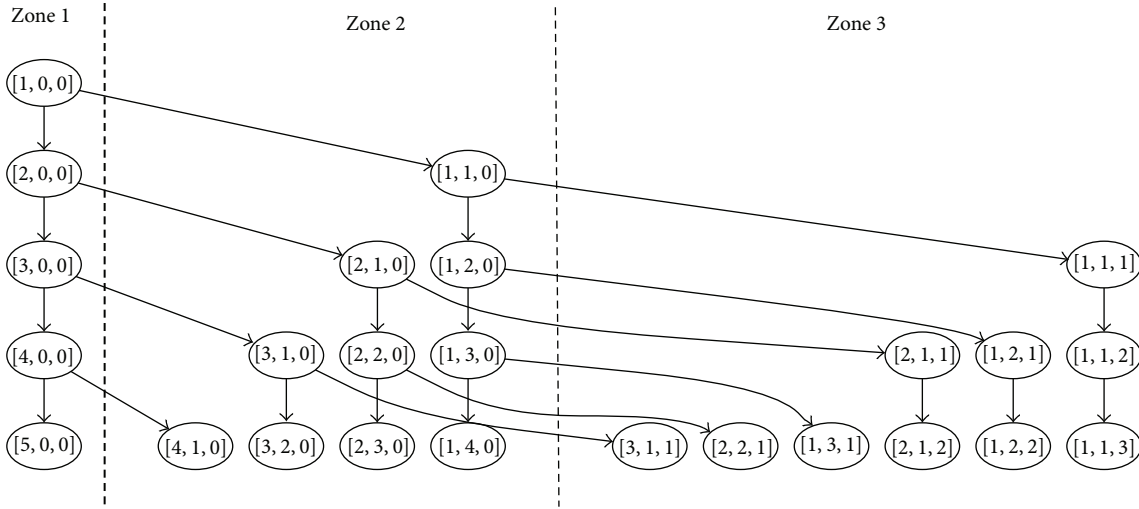 Zone 1 Zone 2 Zone 3
[1, 0, 0]
[2, 0, 0] [1, 1, 0]
[3, 0, 0] [2, 1, 0] [1, 2, 0] [1, 1, 1]
[4, 0, 0] [3, 1, 0] [2, 2, 0] [1, 3, 0] [2, 1, 1] [1, 2, 1] [1, 1, 2]
[5, 0, 0] [4, 1, 0] [3, 2, 0] [2, 3, 0] [1, 4, 0] [3, 1, 1] [2, 2, 1] [1, 3, 1] [2, 1, 2] [1, 2, 2] [1, 1, 3]